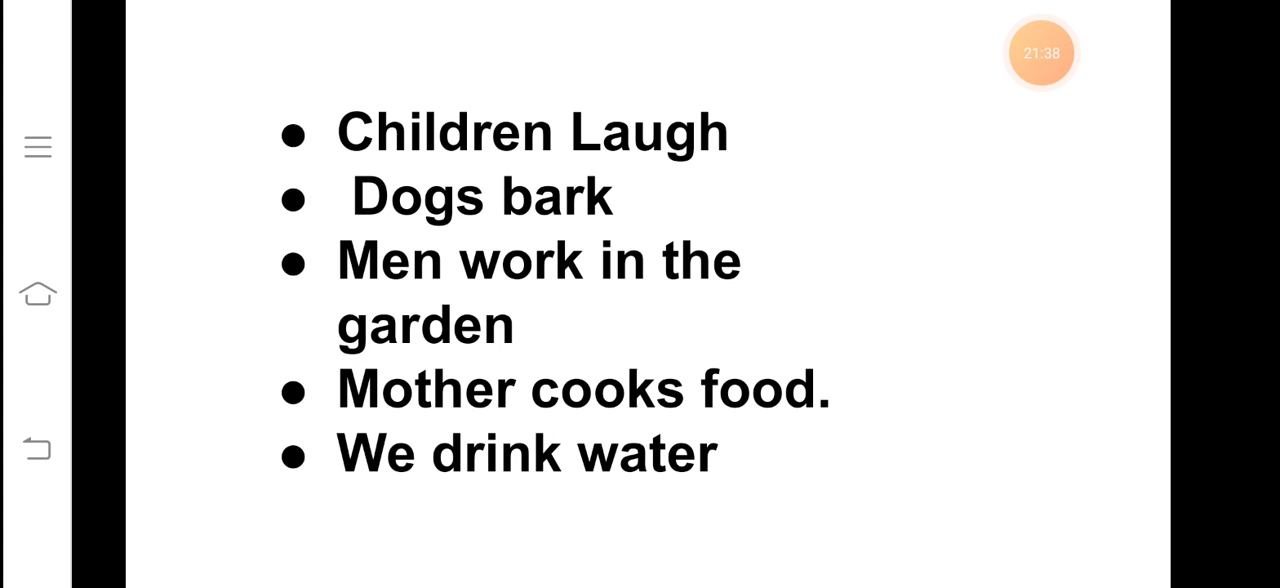 21:38
● Children Laugh
● Dogs bark
● Men work in the
garden
● Mother cooks food.
● We drink water